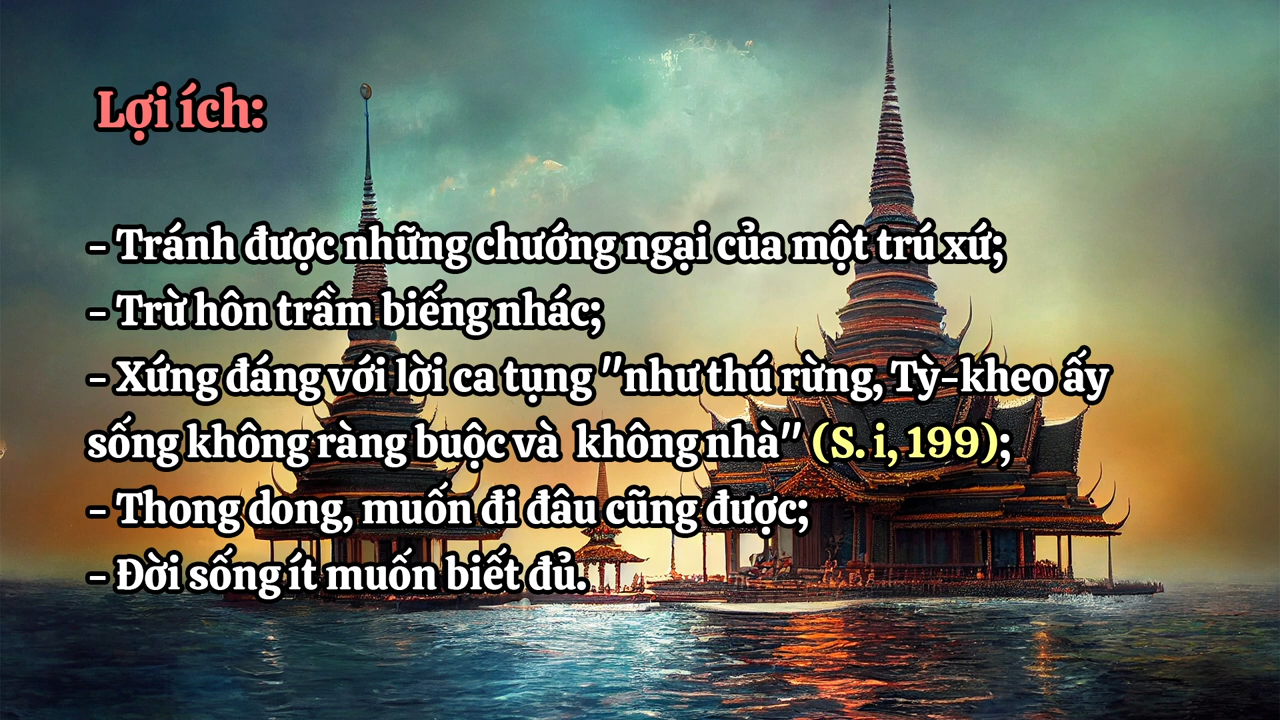 Lợi ích:
- Tránh được những chướng ngại của một trú xứ;
- Trừ hôn trầm biếng nhác;
- Xứng đáng với lời ca tụng "như thú rừng, Tỳ-kheo ấy
sống không ràng buộc và không nhà" (S. i, 199);
- Thong dong, muốn đi đâu cũng được;
- Đời sống ít muốn biết đủ.